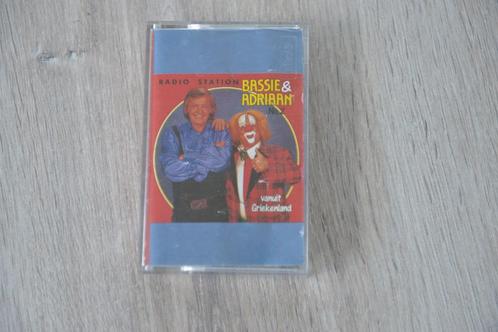 RADIO STATION
BASSIE &
ADRIAAN
vanuit
Griekenland